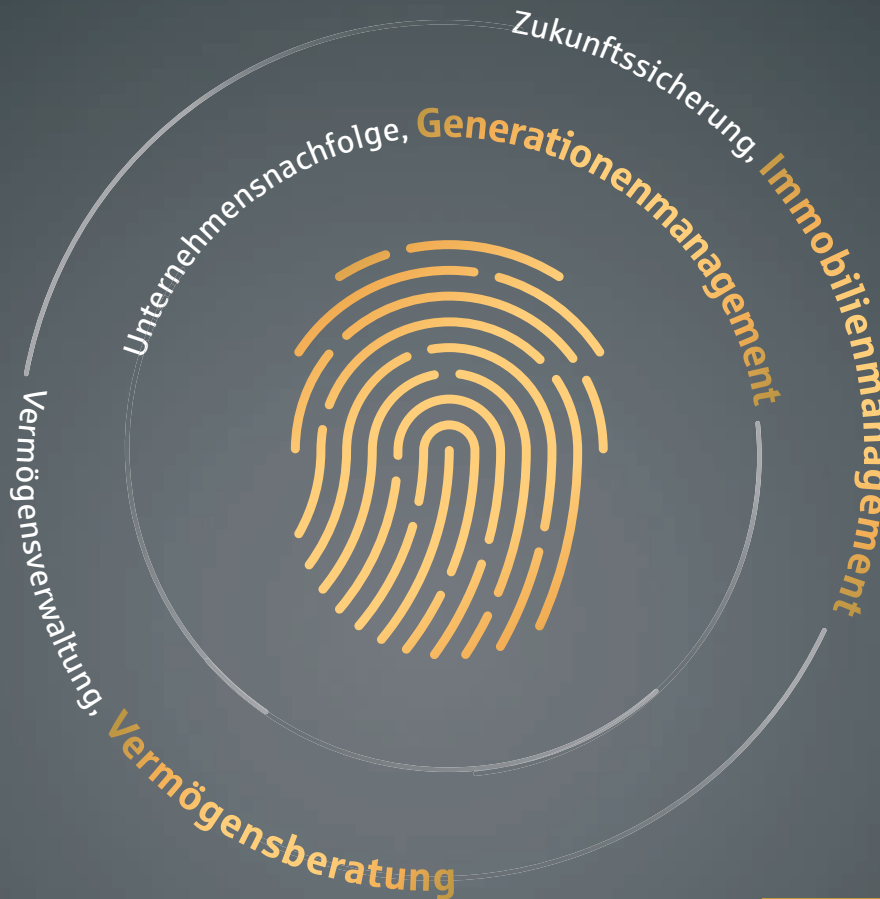 Zukunftssicherung, Immobilienmanagement
Unternehmensnachfolge, Generationenmanagement
Vermögensverwaltung, Vermögensberatung